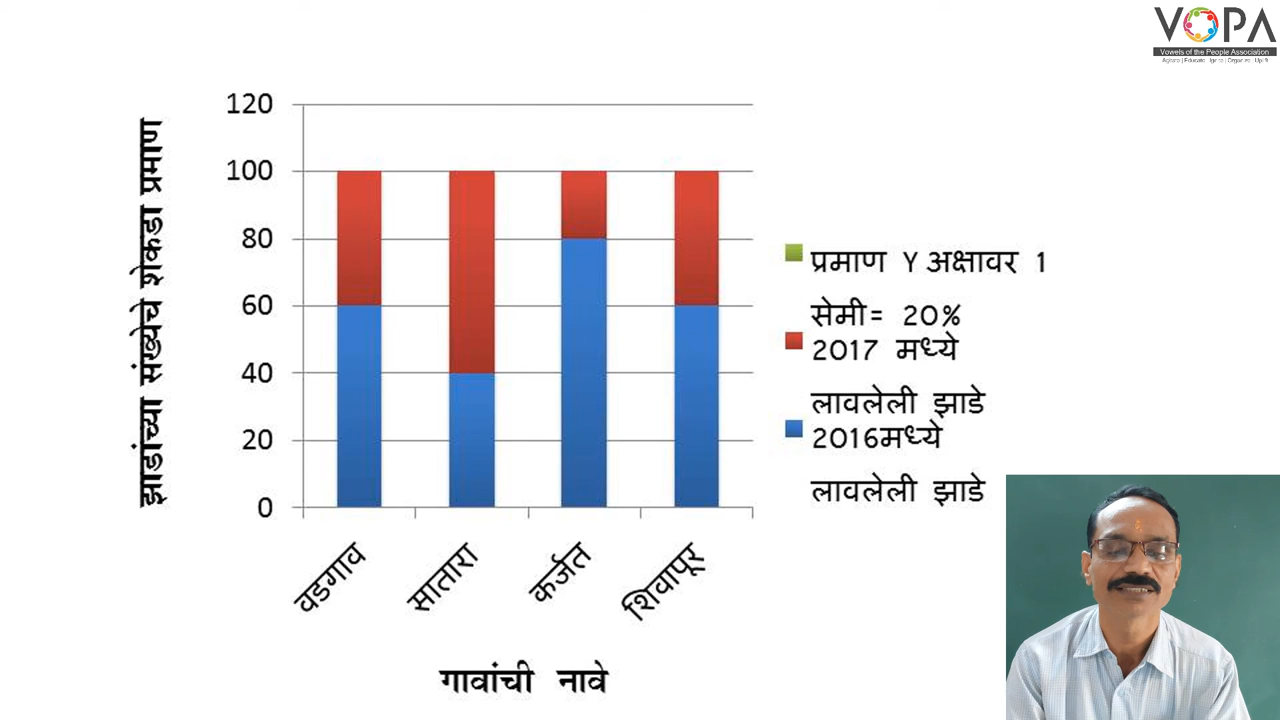 VOPA
Vowels of the People Association
120
झाडांच्या संख्येचे शेकडा प्रमाण
100
80
60
40
20
0
वडगाव
सातारा
कर्जत
शिवापूर
गावांची नावे
प्रमाण Y अक्षावर 1
सेमी= 20%
2017 मध्ये
लावलेली झाडे
2016मध्ये
लावलेली झाडे